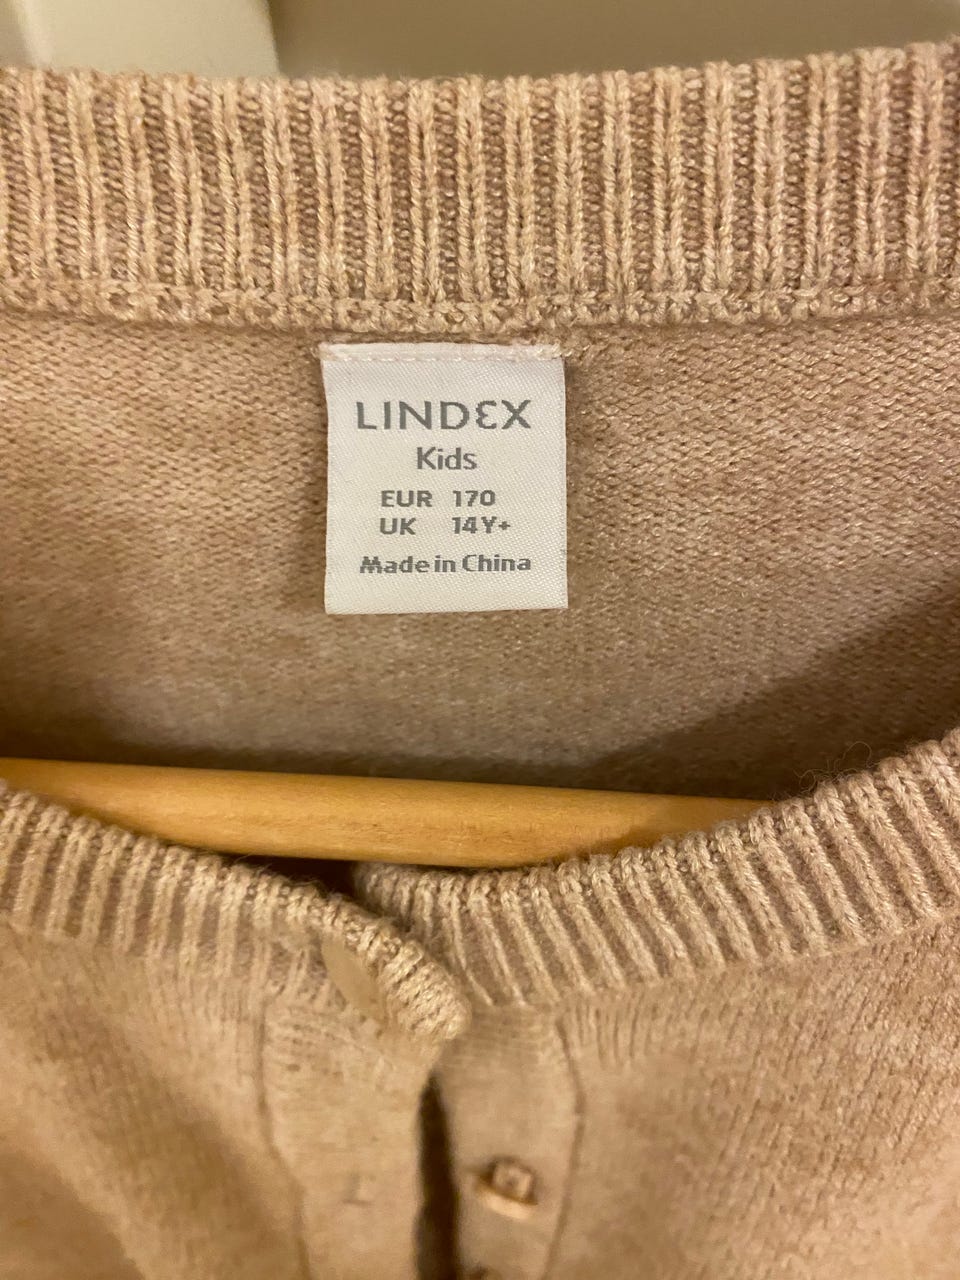 LINDEX
Kids
EUR 170
UK 14Y+
Made in China